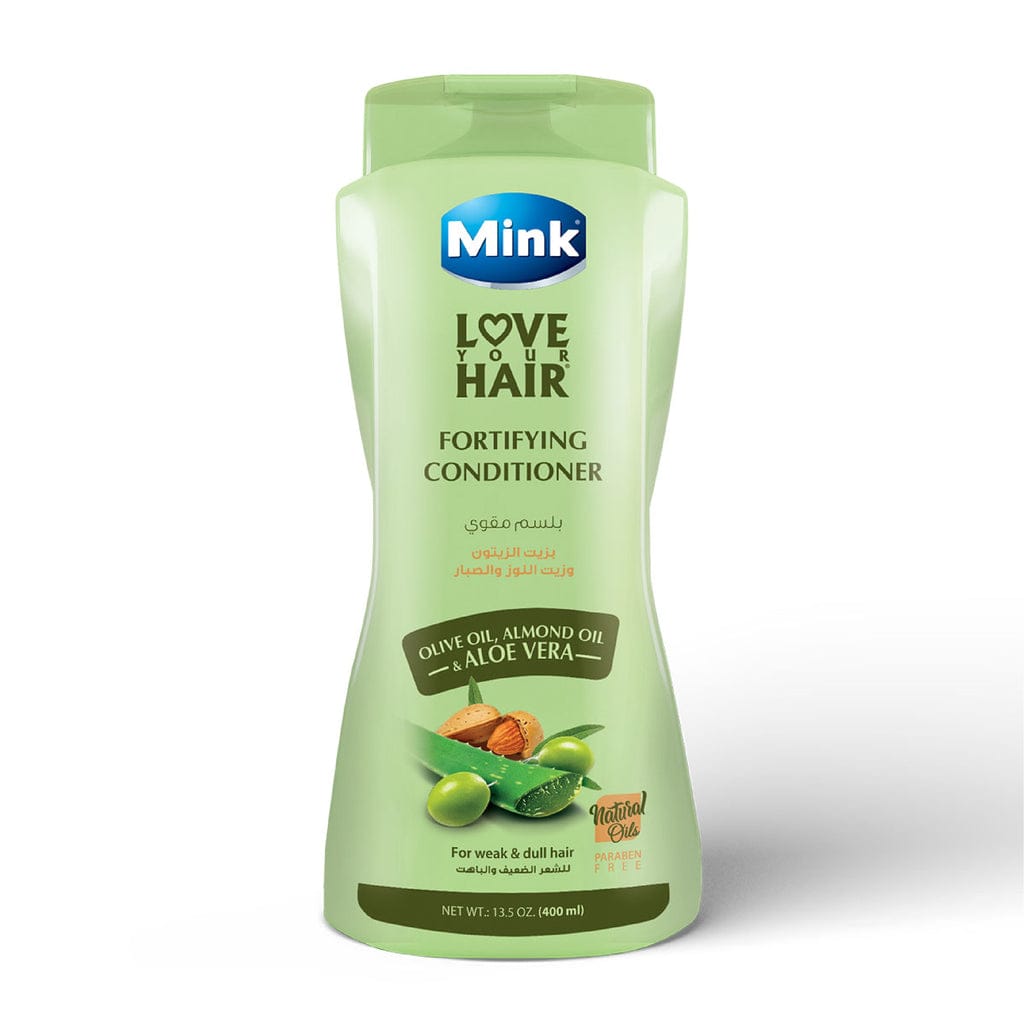 Mink®
LOVE
YOUR
HAIR®
FORTIFYING
CONDITIONER
بلسم مقوي
بزيت الزيتون
وزيت اللوز والصبار
OLIVE OIL, ALMOND OIL
& ALOE VERA
Natural
Oils
For weak & dull hair
PARABEN
للشعر الضعيف والباهت
FREE
NET WT.: 13.5 OZ. (400 ml)